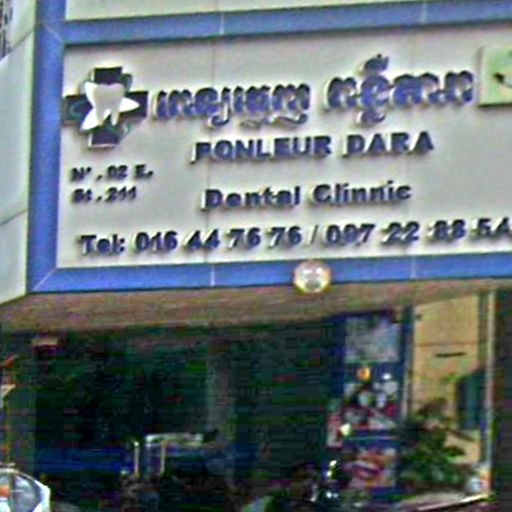 PONLEUR DARA
N°. 02 E.
St. 211
Dental Clinnic
Tel: 016 44 76 76 / 097 22 88 54